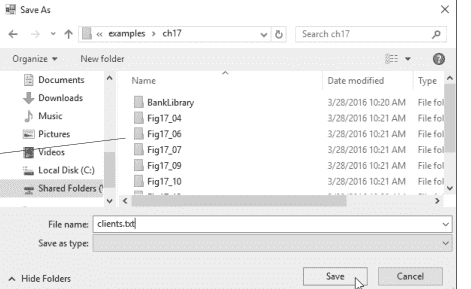 Save As
« examples > ch17
Search ch17
Organize
New folder
Documents
Downloads
Music
Pictures
Videos
Local Disk (C:)
Shared Folders (
Name
Date modified
Type
BankLibrary
3/28/2016 10:20 AM
File fol
Fig17_04
3/28/2016 10:21 AM
File fol
Fig17_06
3/28/2016 10:21 AM
File fol
Fig17_07
3/28/2016 10:21 AM
File fol
Fig17_09
3/28/2016 10:21 AM
File fol
Fig17_10
3/28/2016 10:21 AM
File fol
File name:
clients.txt
Save as type:
Hide Folders
Save
Cancel